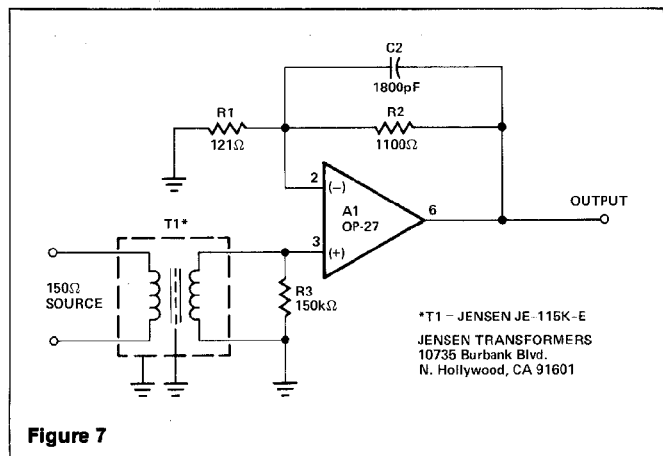 C2
1800pF
R1
121Ω
R2
1100Ω
2
(−)
A1
OP-27
6
OUTPUT
3
(+)
T1*
150Ω
SOURCE
R3
150kΩ
*T1 – JENSEN JE-115K-E
JENSEN TRANSFORMERS
10735 Burbank Blvd.
N. Hollywood, CA 91601
Figure 7